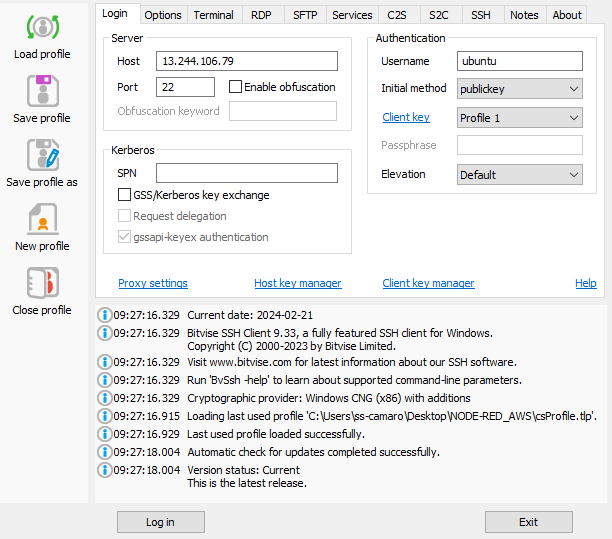 Load profile
Save profile
Save profile as
New profile
Close profile
Login Options Terminal RDP SFTP Services C2S S2C SSH Notes About
Server
Host 13.244.106.79
Port 22 Enable obfuscation
Obfuscation keyword
Kerberos
SPN
GSS/Kerberos key exchange
Request delegation
gssapi-keyex authentication
Authentication
Username ubuntu
Initial method publickey
Client key Profile 1
Passphrase
Elevation Default
Proxy settings Host key manager Client key manager Help
09:27:16.329 Current date: 2024-02-21
09:27:16.329 Bitvise SSH Client 9.33, a fully featured SSH client for Windows.
Copyright (C) 2000-2023 by Bitvise Limited.
09:27:16.329 Visit www.bitvise.com for latest information about our SSH software.
09:27:16.329 Run 'BvSsh -help' to learn about supported command-line parameters.
09:27:16.329 Cryptographic provider: Windows CNG (x86) with additions
09:27:16.915 Loading last used profile 'C:\Users\ss-camaro\Desktop\NODE-RED_AWS\csProfile.tlp'.
09:27:16.929 Last used profile loaded successfully.
09:27:18.004 Automatic check for updates completed successfully.
09:27:18.004 Version status: Current
This is the latest release.
Log in Exit